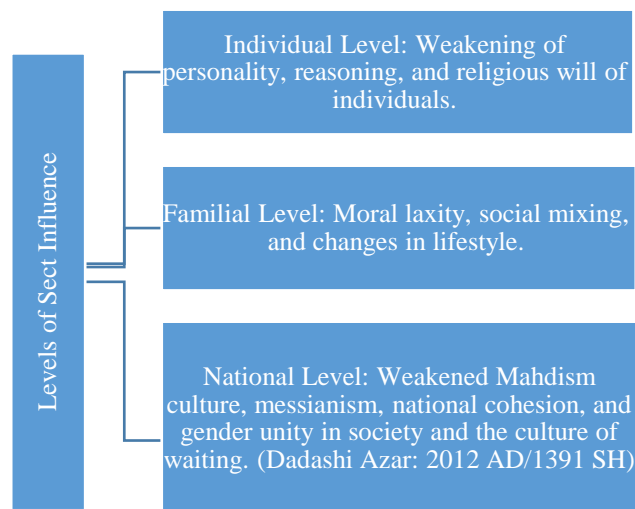 Levels of Sect Influence
Individual Level: Weakening of
personality, reasoning, and religious will of
individuals.
Familial Level: Moral laxity, social mixing,
and changes in lifestyle.
National Level: Weakened Mahdism
culture, messianism, national cohesion, and
gender unity in society and the culture of
waiting. (Dadashi Azar: 2012 AD/1391 SH)